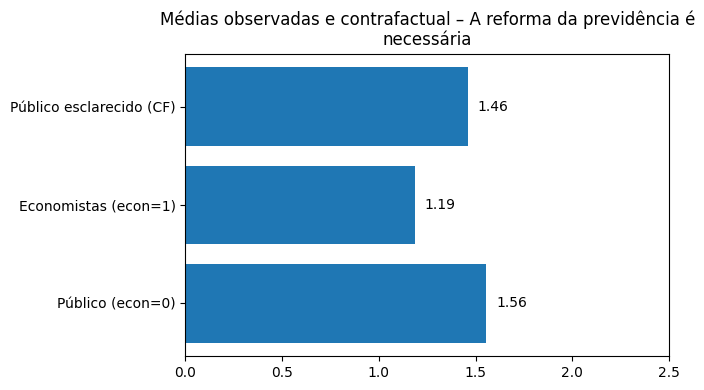 Médias observadas e contrafactual – A reforma da previdência é
necessária
Público esclarecido (CF)
1.46
Economistas (econ=1)
1.19
Público (econ=0)
1.56
0.0
0.5
1.0
1.5
2.0
2.5